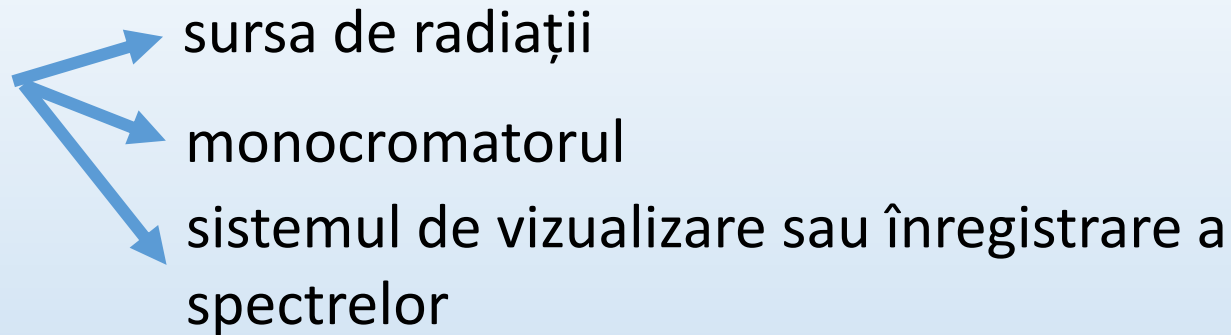 sursa de radiații
monocromatorul
sistemul de vizualizare sau înregistrare a
spectrelor